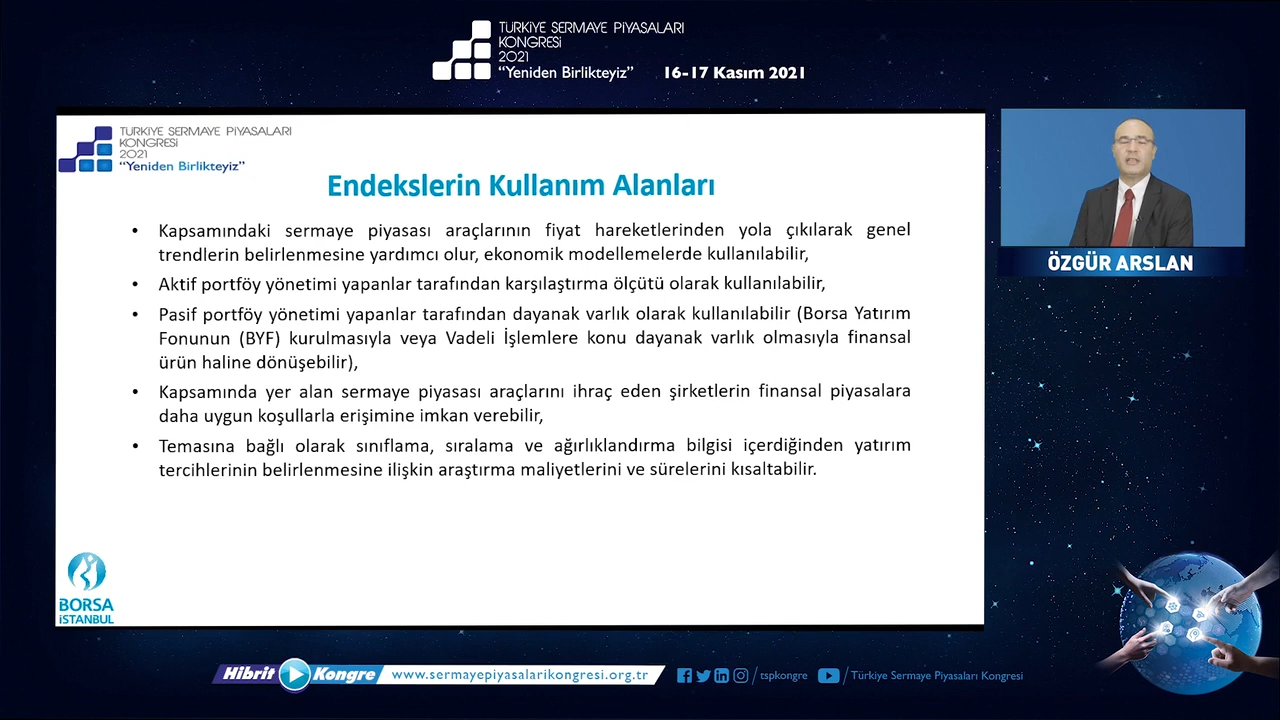 TÜRKİYE SERMAYE PİYASALARI
KONGRESİ
2021
“Yeniden Birlikteyiz”
16-17 Kasım 2021
TÜRKİYE SERMAYE PİYASALARI
KONGRESİ
2021
“Yeniden Birlikteyiz”
Endekslerin Kullanım Alanları
• Kapsamındaki sermaye piyasası araçlarının fiyat hareketlerinden yola çıkılarak genel
trendlerin belirlenmesine yardımcı olur, ekonomik modellemelerde kullanılabilir,
• Aktif portföy yönetimi yapanlar tarafından karşılaştırma ölçütü olarak kullanılabilir,
• Pasif portföy yönetimi yapanlar tarafından dayanak varlık olarak kullanılabilir (Borsa Yatırım
Fonunun (BYF) kurulmasıyla veya Vadeli İşlemlere konu dayanak varlık olmasıyla finansal
ürün haline dönüşebilir),
• Kapsamında yer alan sermaye piyasası araçlarını ihraç eden şirketlerin finansal piyasalara
daha uygun koşullarla erişimine imkan verebilir,
• Temasına bağlı olarak sınıflama, sıralama ve ağırlıklandırma bilgisi içerdiğinden yatırım
tercihlerinin belirlenmesine ilişkin araştırma maliyetlerini ve sürelerini kısaltabilir.
BORSA
İSTANBUL
ÖZGÜR ARSLAN
Hibrit Kongre
www.sermayepiyasalarikongresi.org.tr
/tspkongre
/Türkiye Sermaye Piyasaları Kongresi